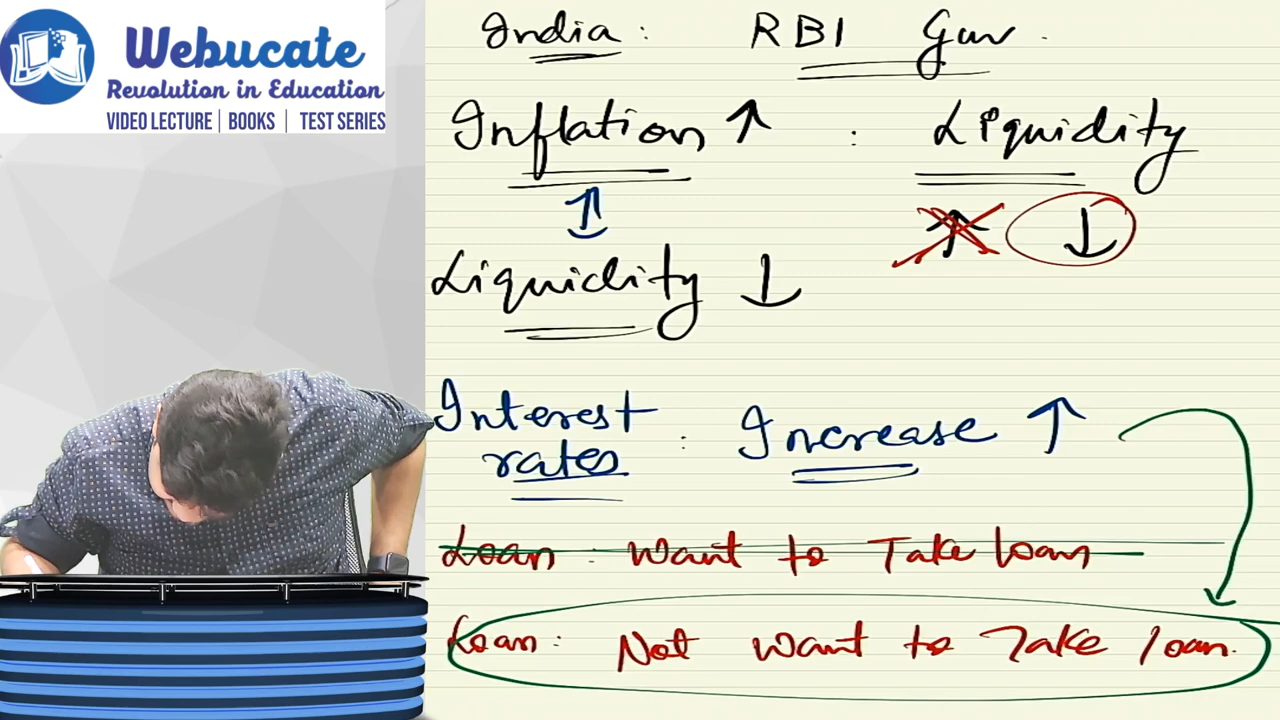 Webucate
Revolution in Education
VIDEO LECTURE | BOOKS | TEST SERIES
India : RBI Guv.
Inflation ↑ : Liquidity
↑ ↓
Liquidity ↓
Interest rates : Increase ↑
Loan : Want to Take loan
Loan : Not want to Take loan.